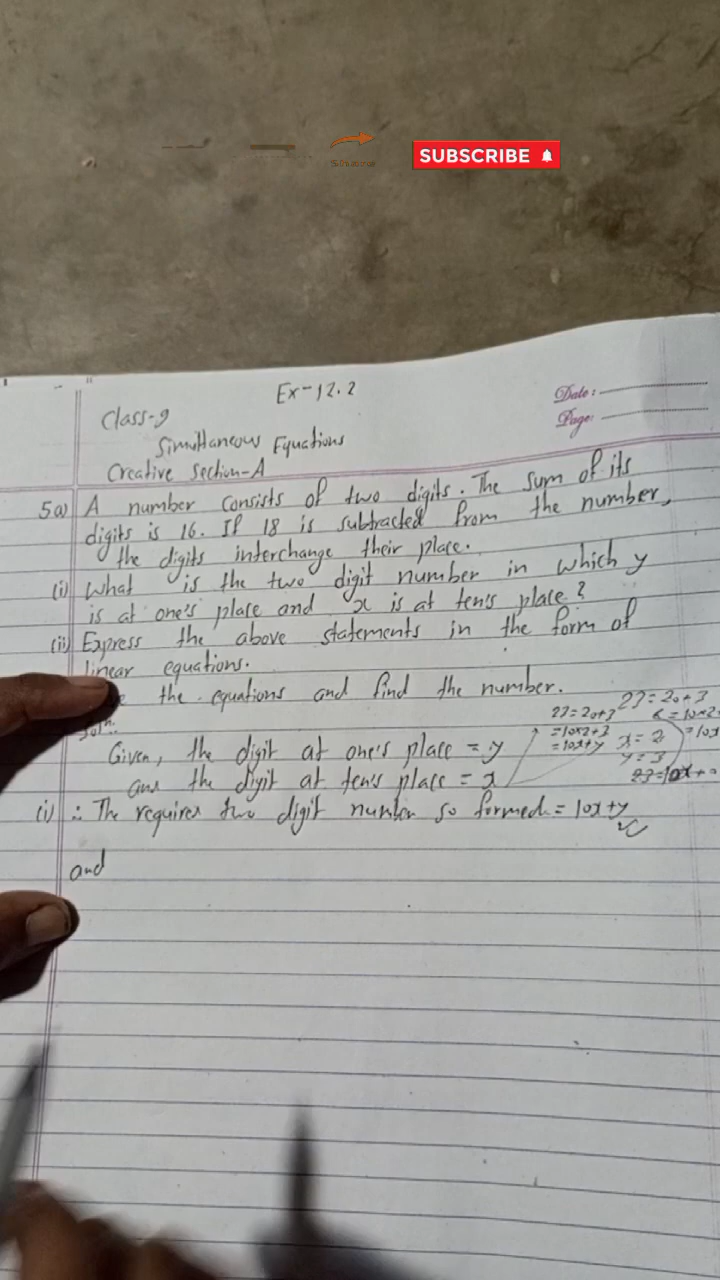 SUBSCRIBE
Ex-12.2
Date:
Class-9
Page:
Simultaneous Equations
Creative Section-A
5a) A number consists of two digits. The sum of its
digits is 16. If 18 is subtracted from the number,
the digits interchange their place.
(i) What is the two digit number in which y
is at one's place and x is at ten's place?
(ii) Express the above statements in the form of
linear equations.
the equations and find the number.
Soln:
23=20+3
=10×2+3
=10x+y
23=20+3
x=2
y=3
Given, the digit at one's place = y
and the digit at ten's place = x
(i) ∴ The required two digit number so formed = 10x+y
and